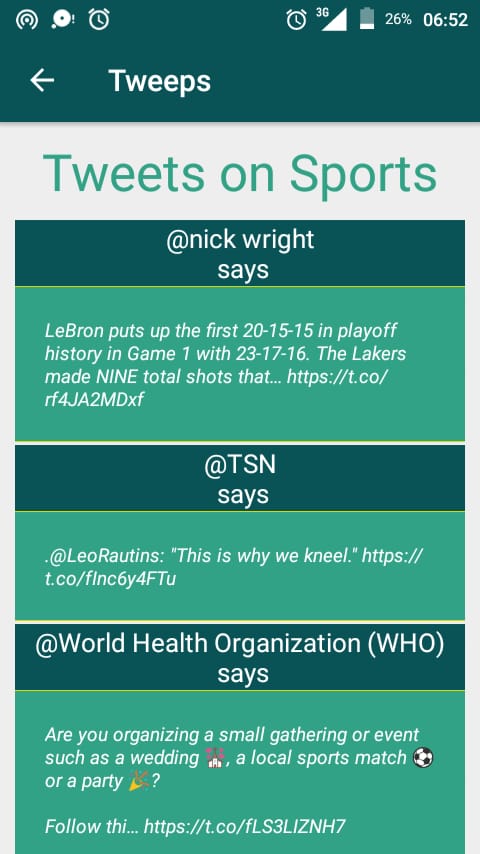 3G 26% 06:52
Tweeps
Tweets on Sports
@nick wright
says
LeBron puts up the first 20-15-15 in playoff
history in Game 1 with 23-17-16. The Lakers
made NINE total shots that… https://t.co/
rf4JA2MDxf
@TSN
says
.@LeoRautins: "This is why we kneel." https://
t.co/flnc6y4FTu
@World Health Organization (WHO)
says
Are you organizing a small gathering or event
such as a wedding 💒, a local sports match ⚽
or a party 🎉?
Follow thi… https://t.co/fLS3LIZNH7